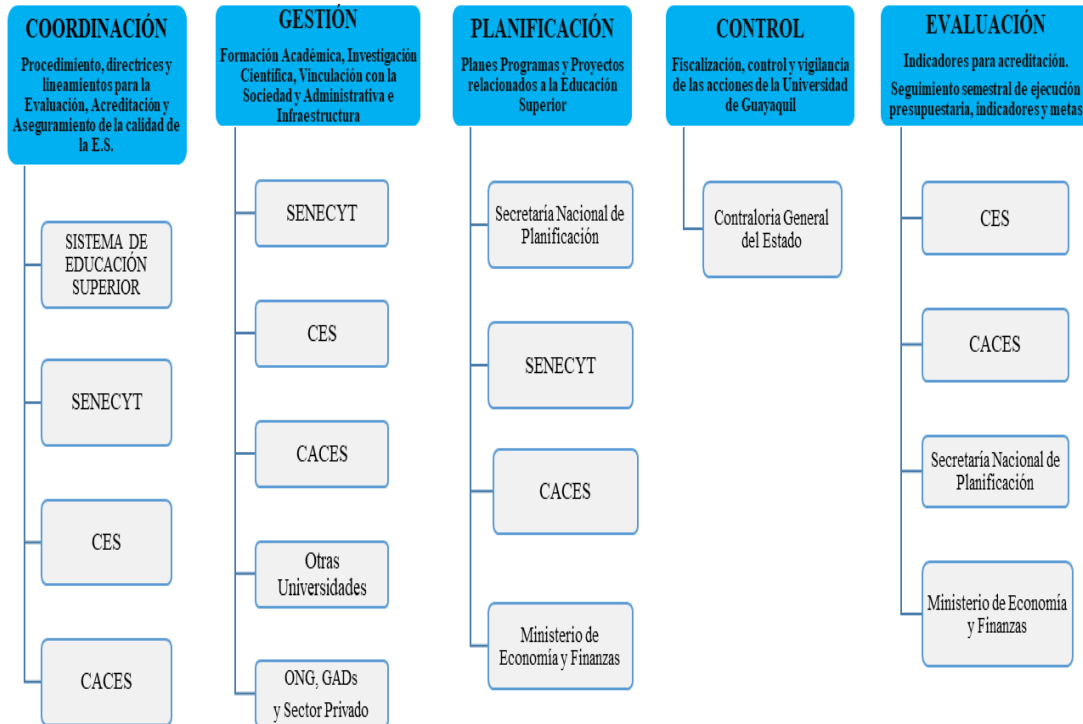 COORDINACIÓN
Procedimiento, directrices y
lineamientos para la
Evaluación, Acreditación y
Aseguramiento de la calidad de
la E.S.
SISTEMA DE
EDUCACIÓN
SUPERIOR
SENECYT
CES
CACES
GESTIÓN
Formación Académica, Investigación
Científica, Vinculación con la
Sociedad y Administrativa e
Infraestructura
SENECYT
CES
CACES
Otras
Universidades
ONG, GADs
y Sector Privado
PLANIFICACIÓN
Planes Programas y Proyectos
relacionados a la Educación
Superior
Secretaría Nacional de
Planificación
SENECYT
CACES
Ministerio de
Economía y Finanzas
CONTROL
Fiscalización, control y vigilancia
de las acciones de la Universidad
de Guayaquil
Contraloria General
del Estado
EVALUACIÓN
Indicadores para acreditación.
Seguimiento semestral de ejecución
presupuestaria, indicadores y metas
CES
CACES
Secretaría Nacional de
Planificación
Ministerio de Economía
y Finanzas